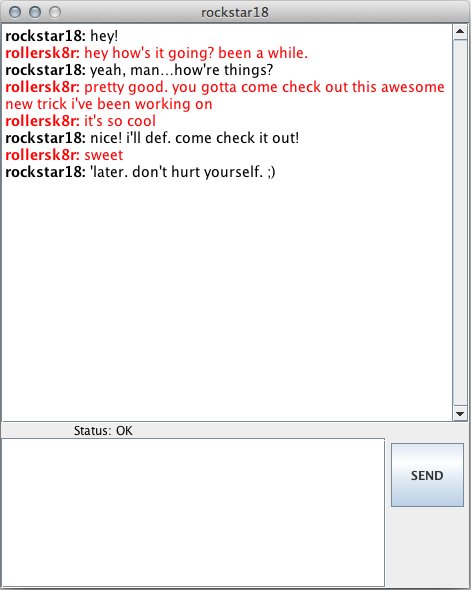 rockstar18
rockstar18: hey!
rollersk8r: hey how's it going? been a while.
rockstar18: yeah, man...how're things?
rollersk8r: pretty good. you gotta come check out this awesome
new trick i've been working on
rollersk8r: it's so cool
rockstar18: nice! i'll def. come check it out!
rollersk8r: sweet
rockstar18: 'later. don't hurt yourself. ;)
Status: OK
SEND